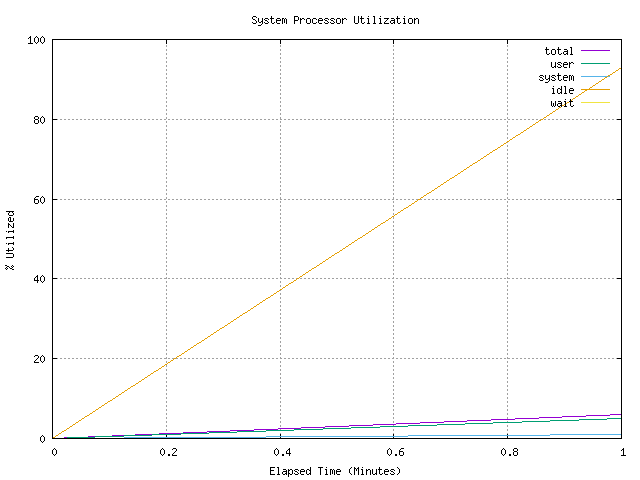 System Processor Utilization
100
80
60
40
20
0
% Utilized
total
user
system
idle
wait
0 0.2 0.4 0.6 0.8 1
Elapsed Time (Minutes)